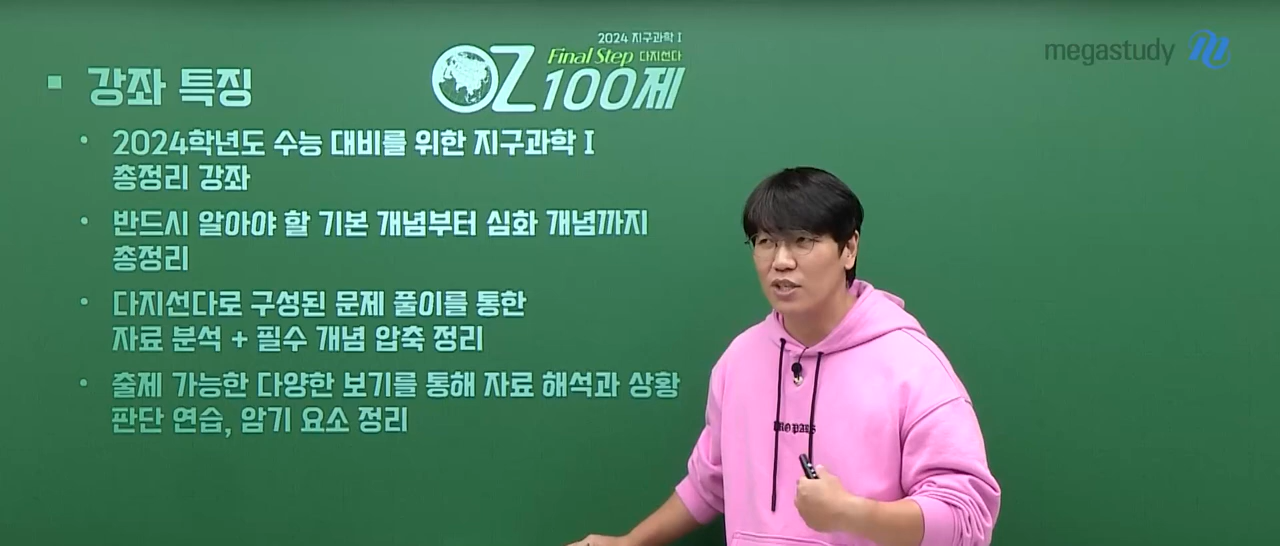 2024 지구과학 I
Final Step 다지선다
OZ 100제
megastudy
강좌 특징
2024학년도 수능 대비를 위한 지구과학 I
총정리 강좌
반드시 알아야 할 기본 개념부터 심화 개념까지
총정리
다지선다로 구성된 문제 풀이를 통한
자료 분석 + 필수 개념 압축 정리
출제 가능한 다양한 보기를 통해 자료 해석과 상황
판단 연습, 암기 요소 정리